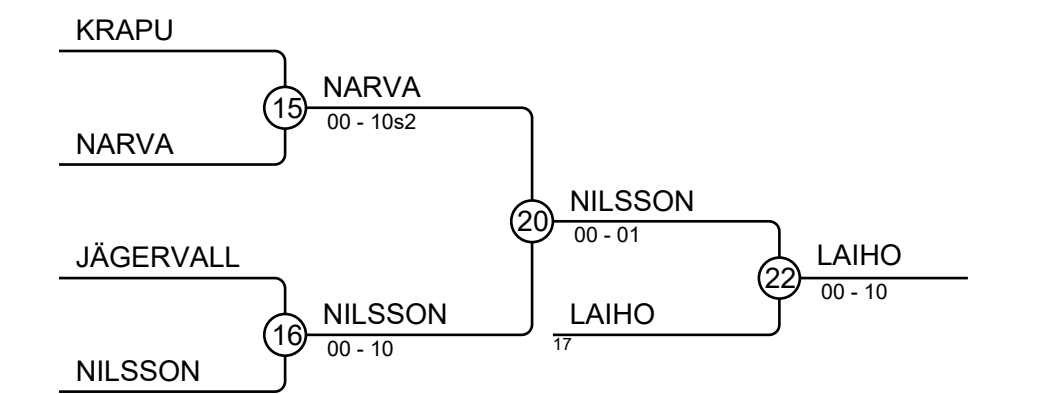 KRAPU
15
NARVA
00 - 10s2
NARVA
20
NILSSON
00 - 01
JÄGERVALL
16
NILSSON
00 - 10
NILSSON
LAIHO
17
22
LAIHO
00 - 10